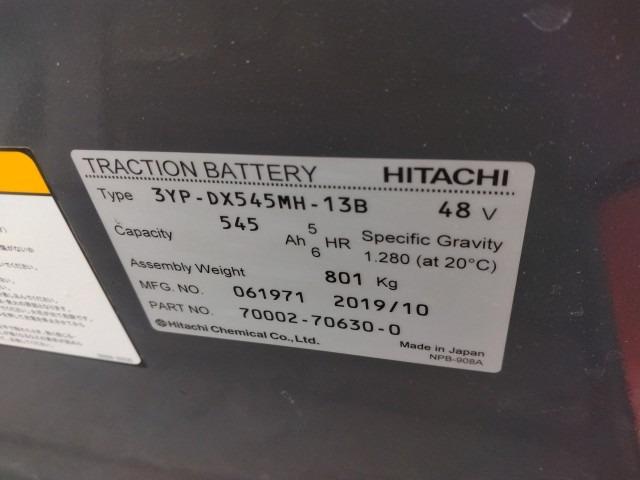 TRACTION BATTERY HITACHI
Type 3YP-DX545MH-13B 48 V
Capacity 545 Ah 5 HR Specific Gravity
6 1.280 (at 20°C)
Assembly Weight 801 Kg
MFG. NO. 061971 2019/10
PART NO. 70002-70630-0
Hitachi Chemical Co., Ltd. Made in Japan
NPB-908A